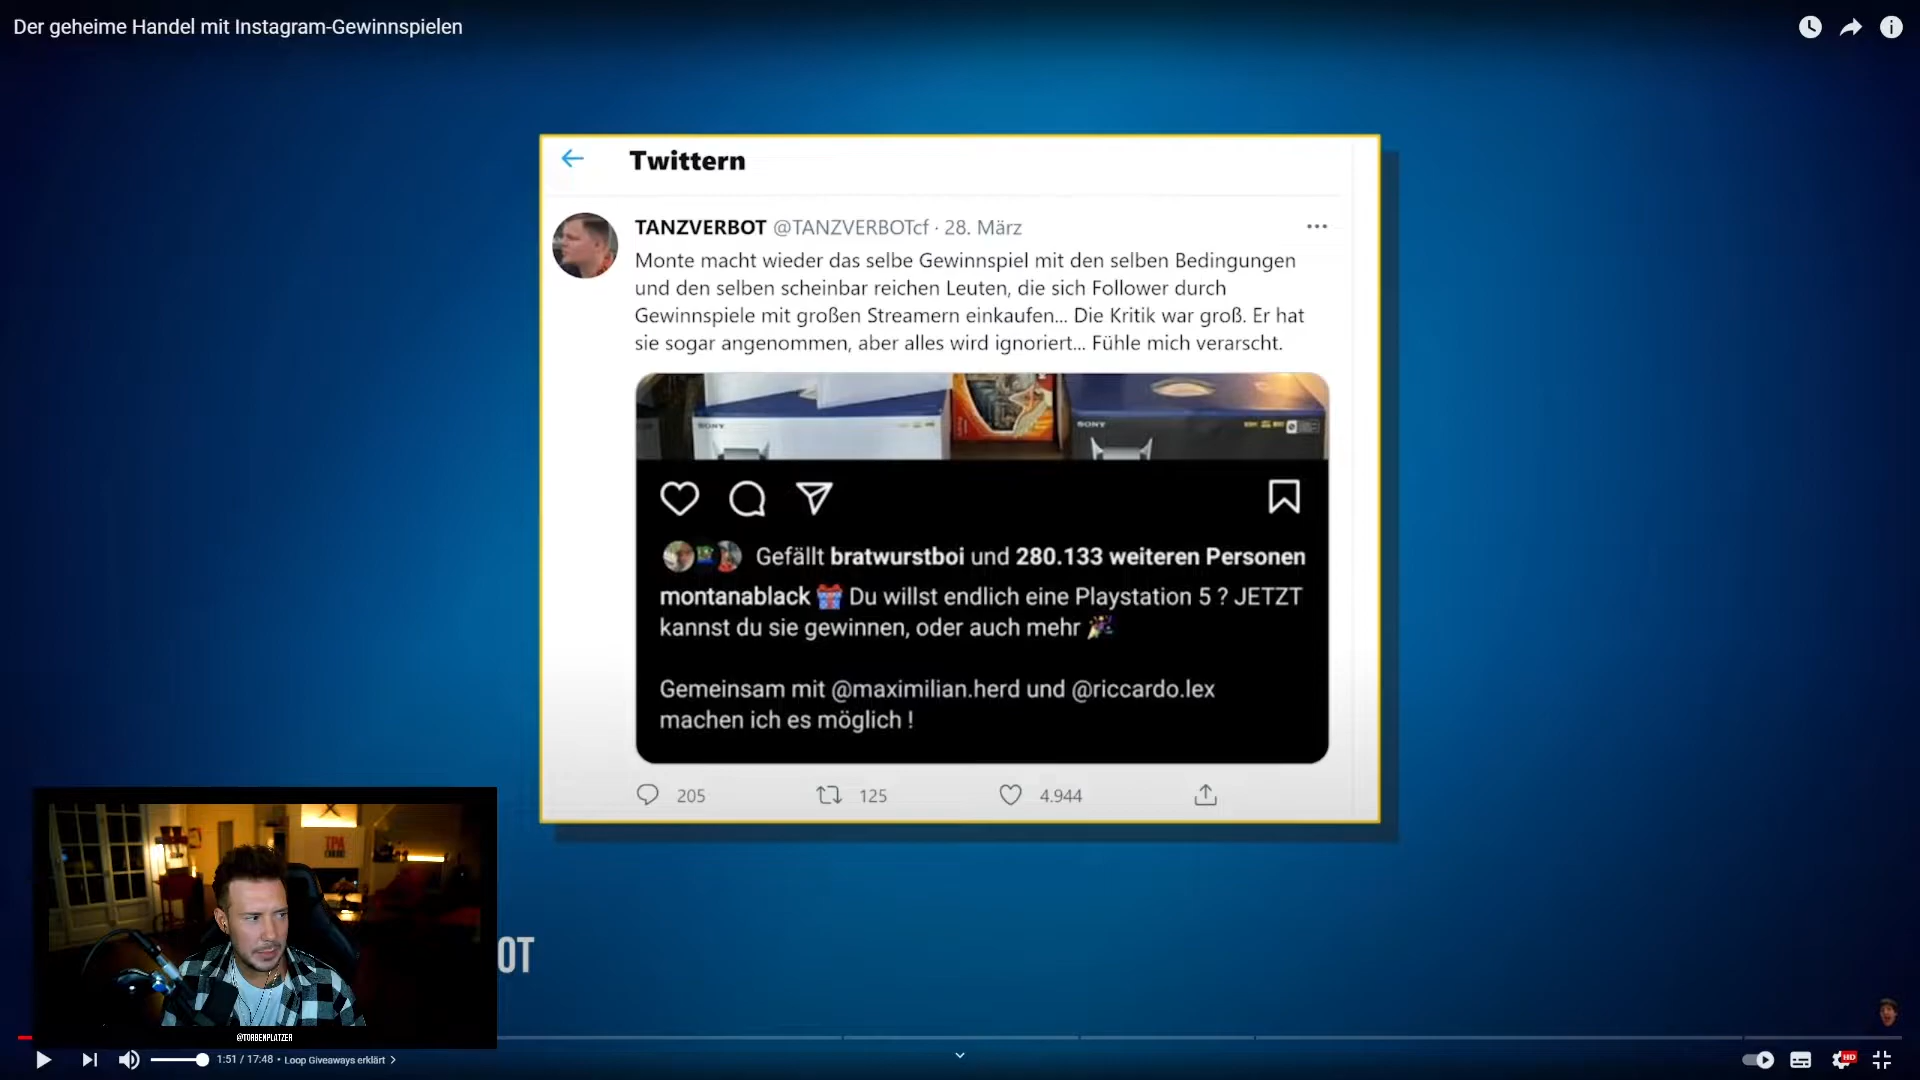 Der geheime Handel mit Instagram-Gewinnspielen
Twittern
TANZVERBOT @TANZVERBOTcf · 28. März
Monte macht wieder das selbe Gewinnspiel mit den selben Bedingungen
und den selben scheinbar reichen Leuten, die sich Follower durch
Gewinnspiele mit großen Streamern einkaufen... Die Kritik war groß. Er hat
sie sogar angenommen, aber alles wird ignoriert... Fühle mich verarscht.
SONY
SONY
Gefällt bratwurstboi und 280.133 weiteren Personen
montanablack 🎁 Du willst endlich eine Playstation 5 ? JETZT
kannst du sie gewinnen, oder auch mehr 🎉
Gemeinsam mit @maximilian.herd und @riccardo.lex
machen ich es möglich !
205 125 4.944
TPA
OT
@TORBENPLATZER
1:51 / 17:48 • Loop Giveaways erklärt >
HD